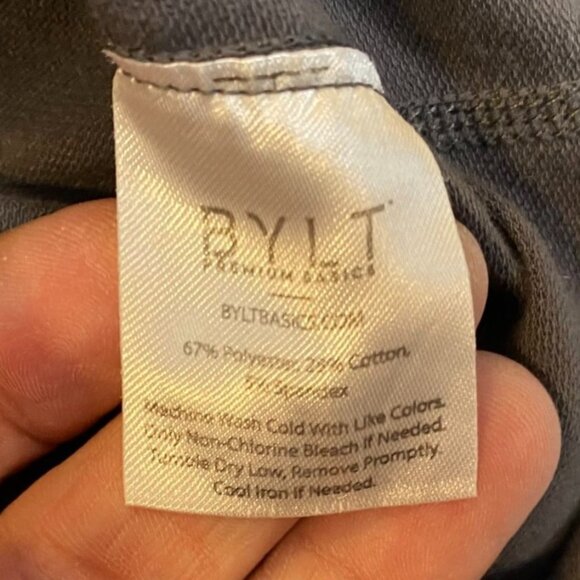 BYLT
PREMIUM BASICS
BYLTBASICS.COM
67% Polyester, 28% Cotton,
5% Spandex
Machine Wash Cold With Like Colors.
Only Non-Chlorine Bleach If Needed.
Tumble Dry Low, Remove Promptly.
Cool Iron If Needed.